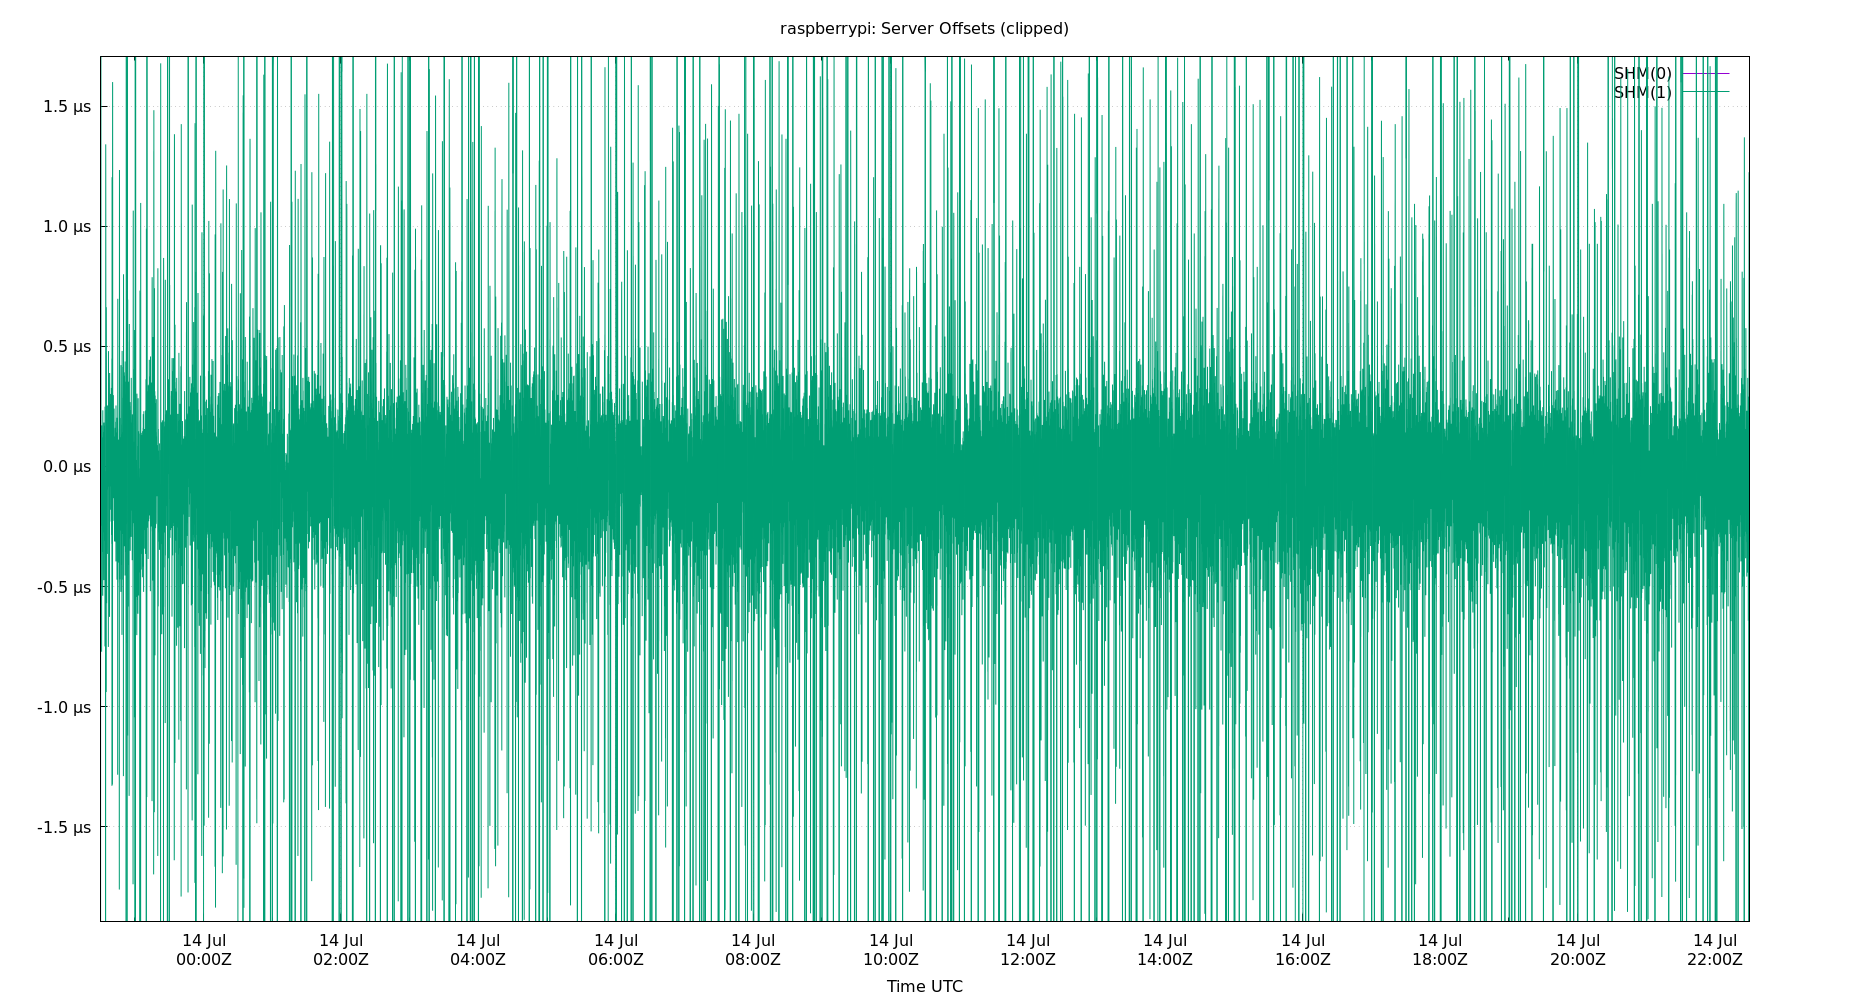 raspberrypi: Server Offsets (clipped)
SHM(0)
SHM(1)
1.5 µs
1.0 µs
0.5 µs
0.0 µs
-0.5 µs
-1.0 µs
-1.5 µs
14 Jul 14 Jul 14 Jul 14 Jul 14 Jul 14 Jul 14 Jul 14 Jul 14 Jul 14 Jul 14 Jul 14 Jul
00:00Z 02:00Z 04:00Z 06:00Z 08:00Z 10:00Z 12:00Z 14:00Z 16:00Z 18:00Z 20:00Z 22:00Z
Time UTC